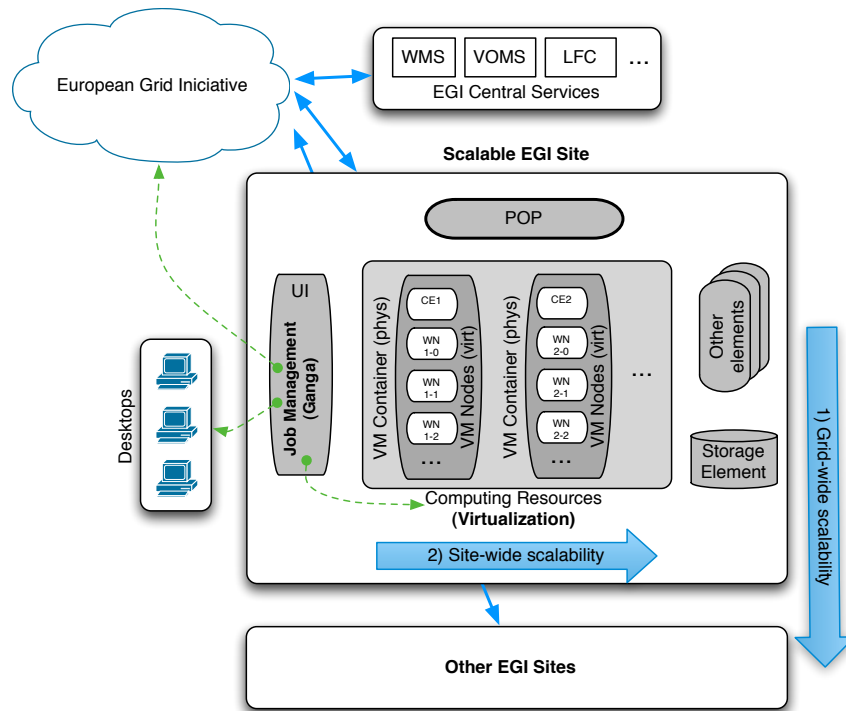 WMS
VOMS
LFC
...
EGI Central Services
European Grid Iniciative
Scalable EGI Site
POP
UI
Job Management
(Ganga)
VM Container (phys)
CE1
WN
1-0
WN
1-1
WN
1-2
...
VM Nodes (virt)
VM Container (phys)
CE2
WN
2-0
WN
2-1
WN
2-2
...
VM Nodes (virt)
...
Other
elements
Storage
Element
Desktops
Computing Resources
(Virtualization)
2) Site-wide scalability
1) Grid-wide scalability
Other EGI Sites